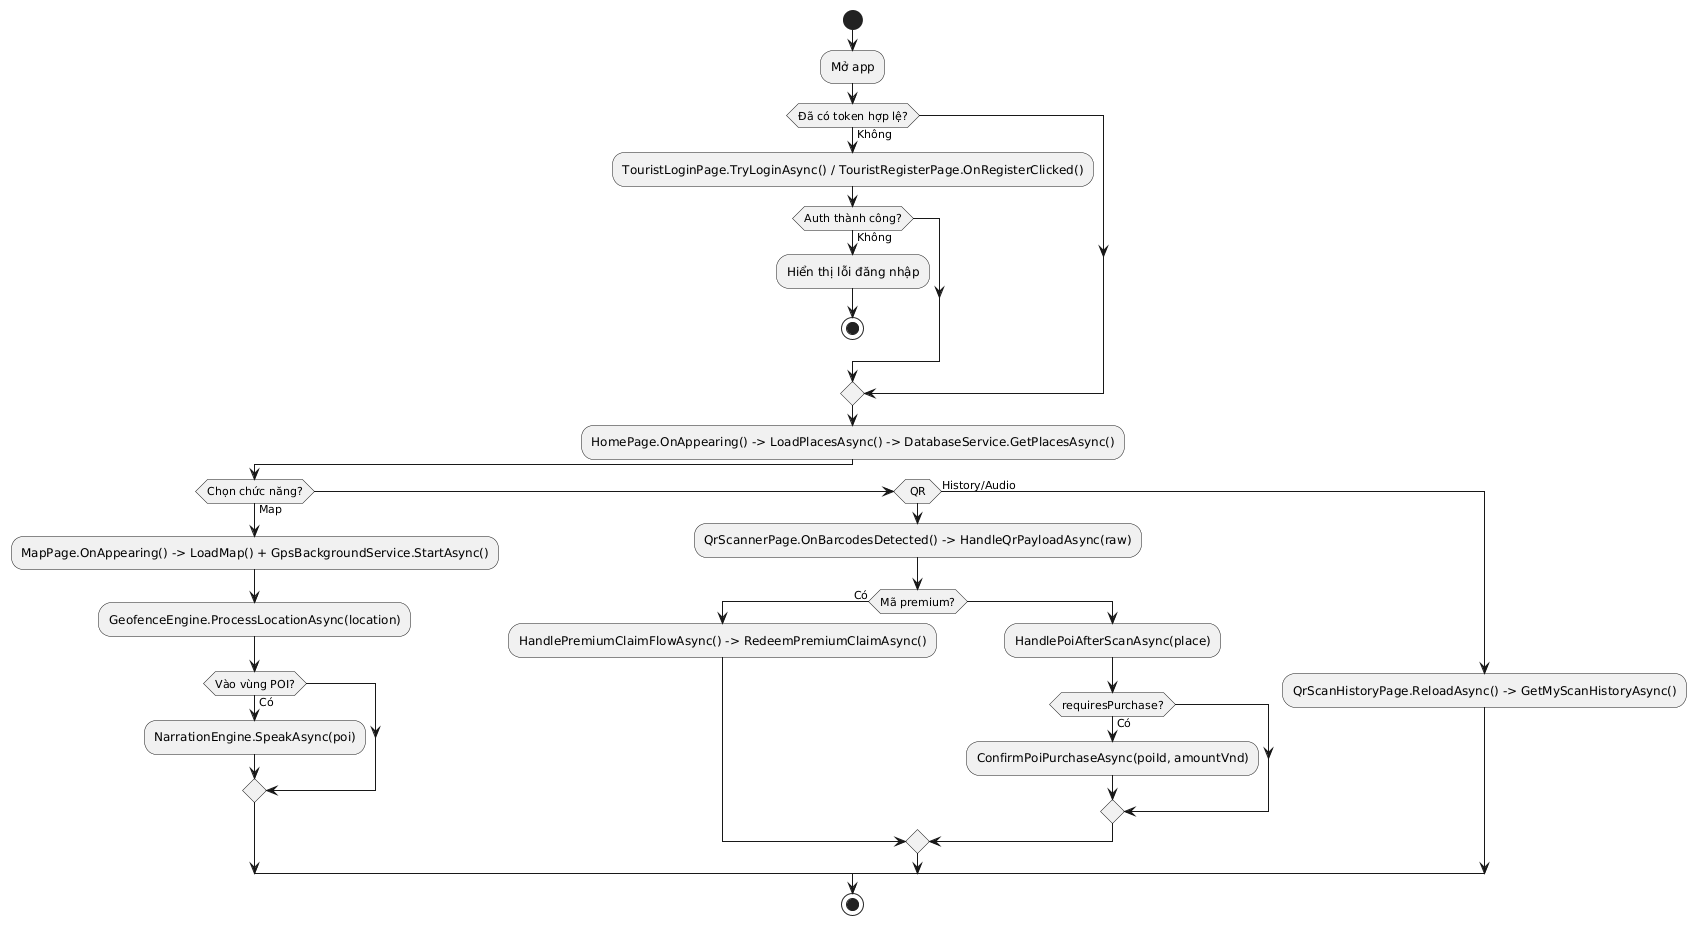 Mở app
Đã có token hợp lệ?
Không
TouristLoginPage.TryLoginAsync() / TouristRegisterPage.OnRegisterClicked()
Auth thành công?
Không
Hiển thị lỗi đăng nhập
HomePage.OnAppearing() -> LoadPlacesAsync() -> DatabaseService.GetPlacesAsync()
Chọn chức năng?
Map
MapPage.OnAppearing() -> LoadMap() + GpsBackgroundService.StartAsync()
GeofenceEngine.ProcessLocationAsync(location)
Vào vùng POI?
Có
NarrationEngine.SpeakAsync(poi)
QR
QrScannerPage.OnBarcodesDetected() -> HandleQrPayloadAsync(raw)
Mã premium?
Có
HandlePremiumClaimFlowAsync() -> RedeemPremiumClaimAsync()
HandlePoiAfterScanAsync(place)
requiresPurchase?
Có
ConfirmPoiPurchaseAsync(poiId, amountVnd)
History/Audio
QrScanHistoryPage.ReloadAsync() -> GetMyScanHistoryAsync()